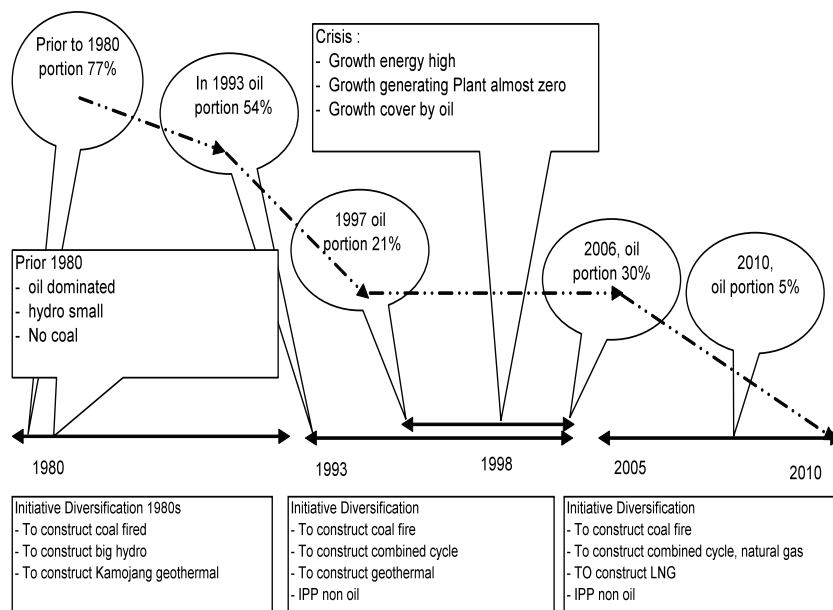 Prior to 1980
portion 77%
In 1993 oil
portion 54%
Crisis :
- Growth energy high
- Growth generating Plant almost zero
- Growth cover by oil
1997 oil
portion 21%
2006, oil
portion 30%
2010,
oil portion 5%
Prior 1980
- oil dominated
- hydro small
- No coal
1980
1993
1998
2005
2010
Initiative Diversification 1980s
- To construct coal fired
- To construct big hydro
- To construct Kamojang geothermal
Initiative Diversification
- To construct coal fire
- To construct combined cycle
- To construct geothermal
- IPP non oil
Initiative Diversification
- To construct coal fire
- To construct combined cycle, natural gas
- TO construct LNG
- IPP non oil